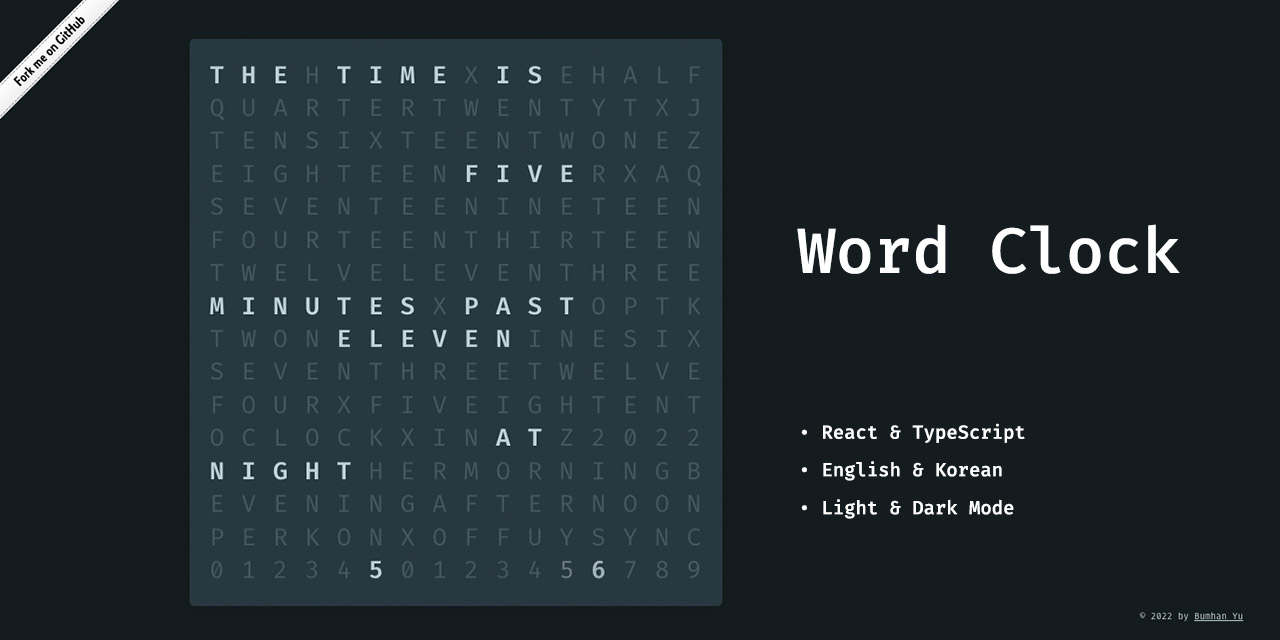 Fork me on GitHub
T H E H T I M E X I S E H A L F
Q U A R T E R T W E N T Y T X J
T E N S I X T E E N T W O N E Z
E I G H T E E N F I V E R X A Q
S E V E N T E E N I N E T E E N
F O U R T E E N T H I R T E E N
T W E L V E L E V E N T H R E E
M I N U T E S X P A S T O P T K
T W O N E L E V E N I N E S I X
S E V E N T H R E E T W E L V E
F O U R X F I V E I G H T E N T
O C L O C K X I N A T Z 2 0 2 2
N I G H T H E R M O R N I N G B
E V E N I N G A F T E R N O O N
P E R K O N X O F F U Y S Y N C
0 1 2 3 4 5 0 1 2 3 4 5 6 7 8 9
Word Clock
• React & TypeScript
• English & Korean
• Light & Dark Mode
© 2022 by Bumhan Yu